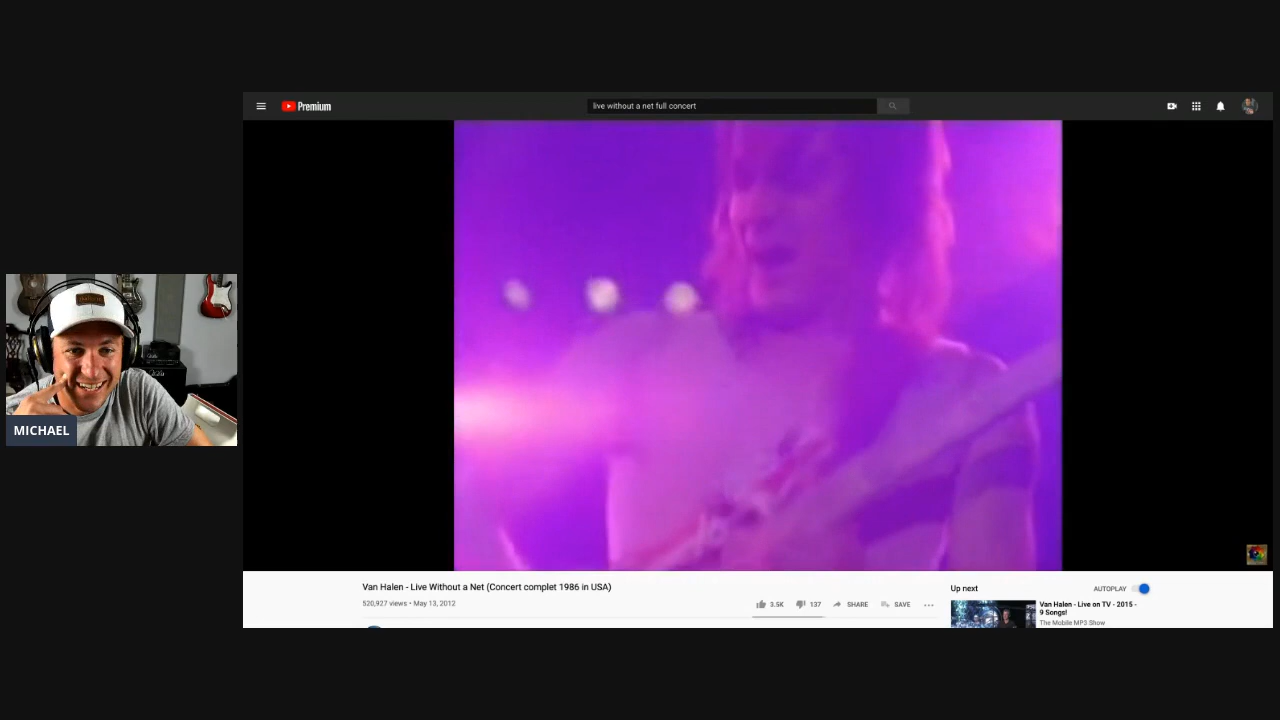 Premium
live without a net full concert
MICHAEL
Van Halen - Live Without a Net (Concert complet 1986 in USA)
520,927 views • May 13, 2012
3.5K
137
SHARE
SAVE
Up next
AUTOPLAY
Van Halen - Live on TV - 2015 -
9 Songs!
The Mobile MP3 Show